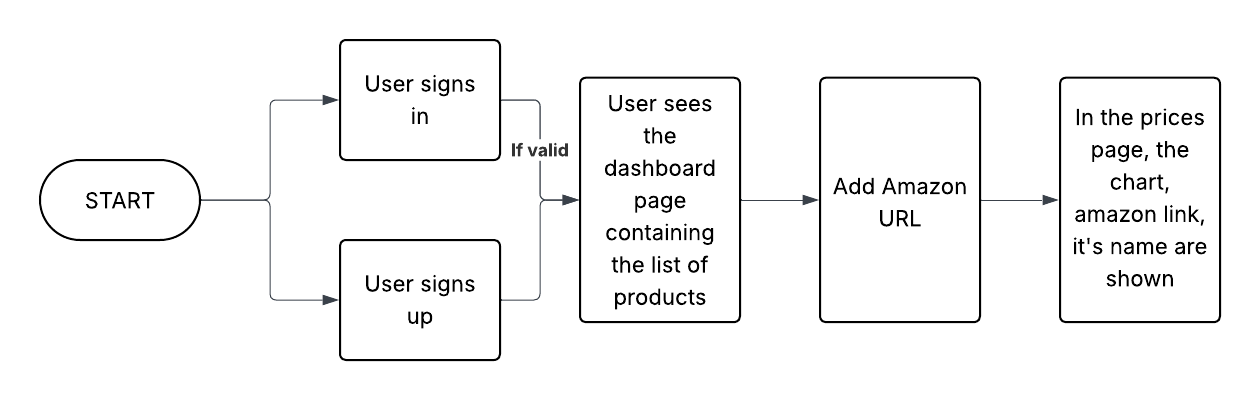 START
User signs
in
If valid
User signs
up
User sees
the
dashboard
page
containing
the list of
products
Add Amazon
URL
In the prices
page, the
chart,
amazon link,
it's name are
shown